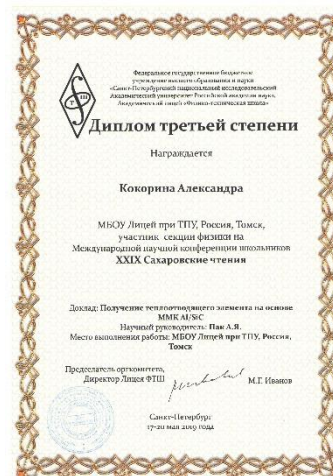 Федеральное государственное бюджетное
учреждение высшего образования и науки
«Санкт-Петербургский национальный исследовательский
Академический университет Российской академии наук»
Академический лицей «Физико-техническая школа»
Диплом третьей степени
Награждается
Кокорина Александра
МБОУ Лицей при ТПУ, Россия, Томск,
участник секции физики на
Международной научной конференции школьников
XXIX Сахаровские чтения
Доклад: Получение теплоотводящего элемента на основе
ММК Al/SiC
Научный руководитель: Пак А.Я.
Место выполнения работы: МБОУ Лицей при ТПУ, Россия,
Томск
Председатель оргкомитета,
Директор Лицея ФТШ
М.Г. Иванов
Санкт-Петербург
17-20 мая 2019 года